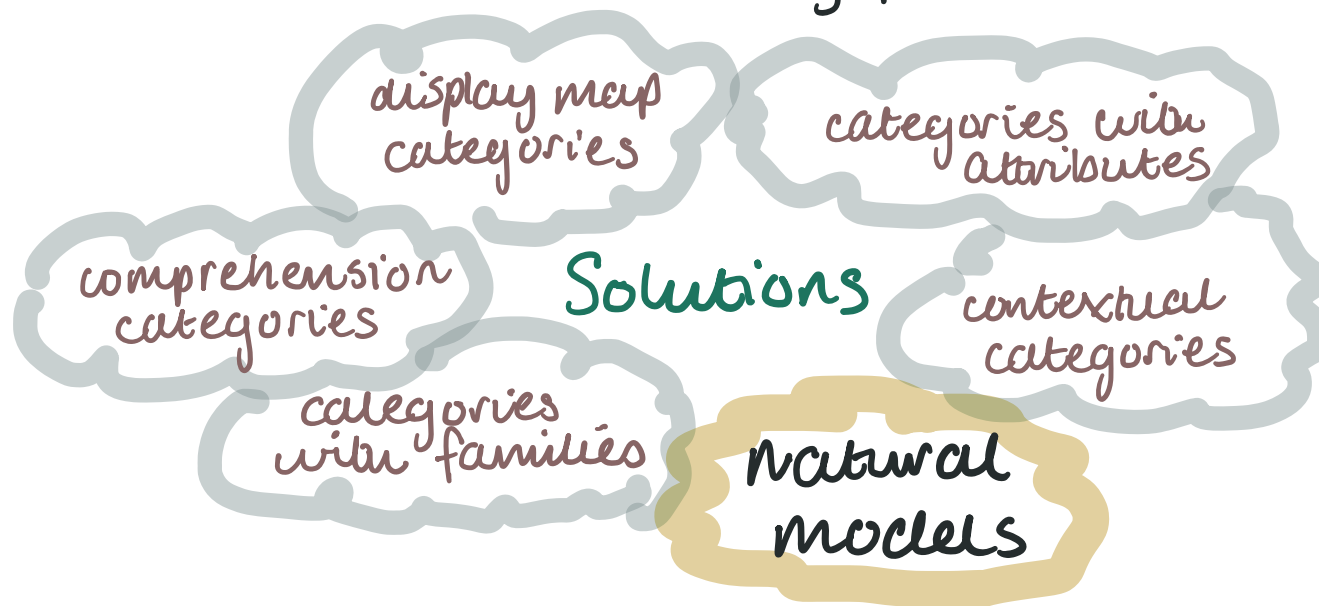 display map
categories
categories with
attributes
comprehension
categories
Solutions
contextual
categories
categories
with families
Natural
models